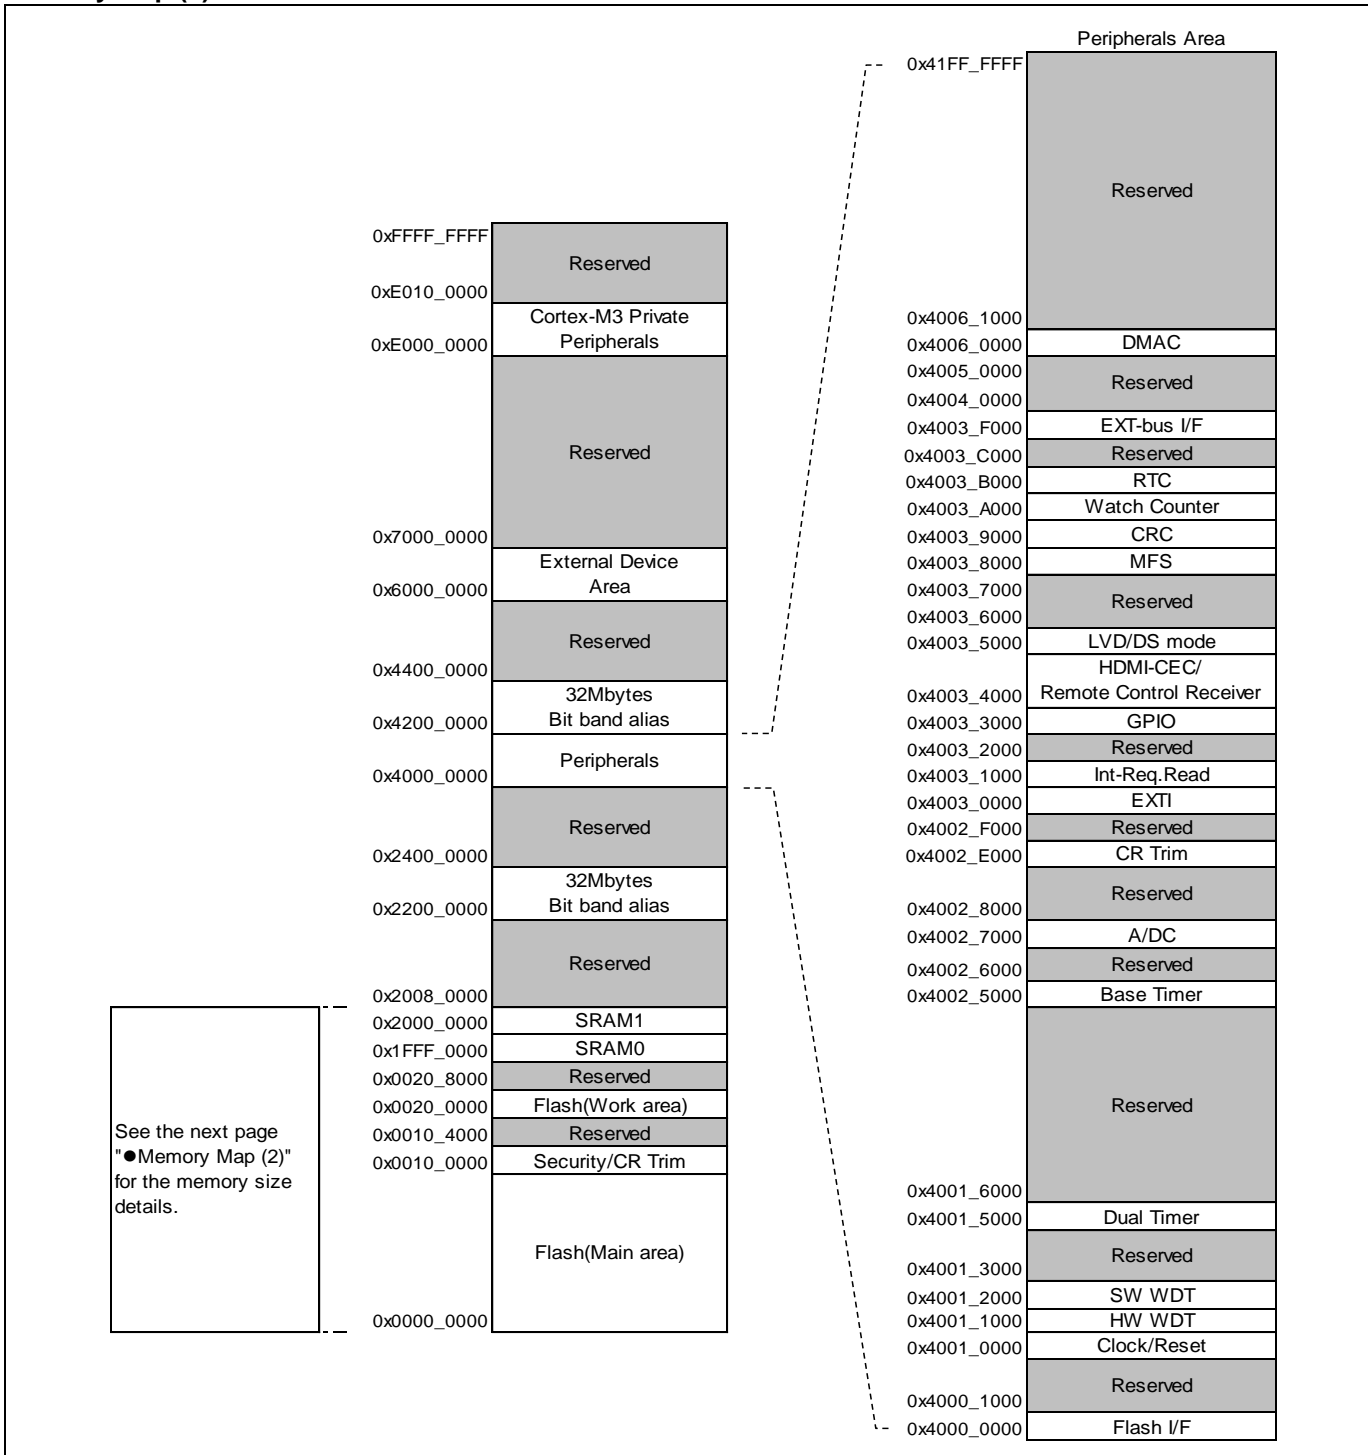 0xFFFF_FFFF
Reserved
0xE010_0000
Cortex-M3 Private
Peripherals
0xE000_0000
Reserved
0x7000_0000
External Device
Area
0x6000_0000
Reserved
0x4400_0000
32Mbytes
Bit band alias
0x4200_0000
Peripherals
0x4000_0000
Reserved
0x2400_0000
32Mbytes
Bit band alias
0x2200_0000
Reserved
0x2008_0000
0x2000_0000 SRAM1
0x1FFF_0000 SRAM0
0x0020_8000 Reserved
0x0020_0000 Flash(Work area)
0x0010_4000 Reserved
0x0010_0000 Security/CR Trim
Flash(Main area)
0x0000_0000
See the next page
"●Memory Map (2)"
for the memory size
details.
Peripherals Area
0x41FF_FFFF
Reserved
0x4006_1000
0x4006_0000 DMAC
0x4005_0000
Reserved
0x4004_0000
0x4003_F000 EXT-bus I/F
0x4003_C000 Reserved
0x4003_B000 RTC
0x4003_A000 Watch Counter
0x4003_9000 CRC
0x4003_8000 MFS
0x4003_7000
Reserved
0x4003_6000
0x4003_5000 LVD/DS mode
HDMI-CEC/
0x4003_4000 Remote Control Receiver
0x4003_3000 GPIO
0x4003_2000 Reserved
0x4003_1000 Int-Req.Read
0x4003_0000 EXTI
0x4002_F000 Reserved
0x4002_E000 CR Trim
Reserved
0x4002_8000
0x4002_7000 A/DC
0x4002_6000 Reserved
0x4002_5000 Base Timer
Reserved
0x4001_6000
0x4001_5000 Dual Timer
Reserved
0x4001_3000
0x4001_2000 SW WDT
0x4001_1000 HW WDT
0x4001_0000 Clock/Reset
Reserved
0x4000_1000
0x4000_0000 Flash I/F